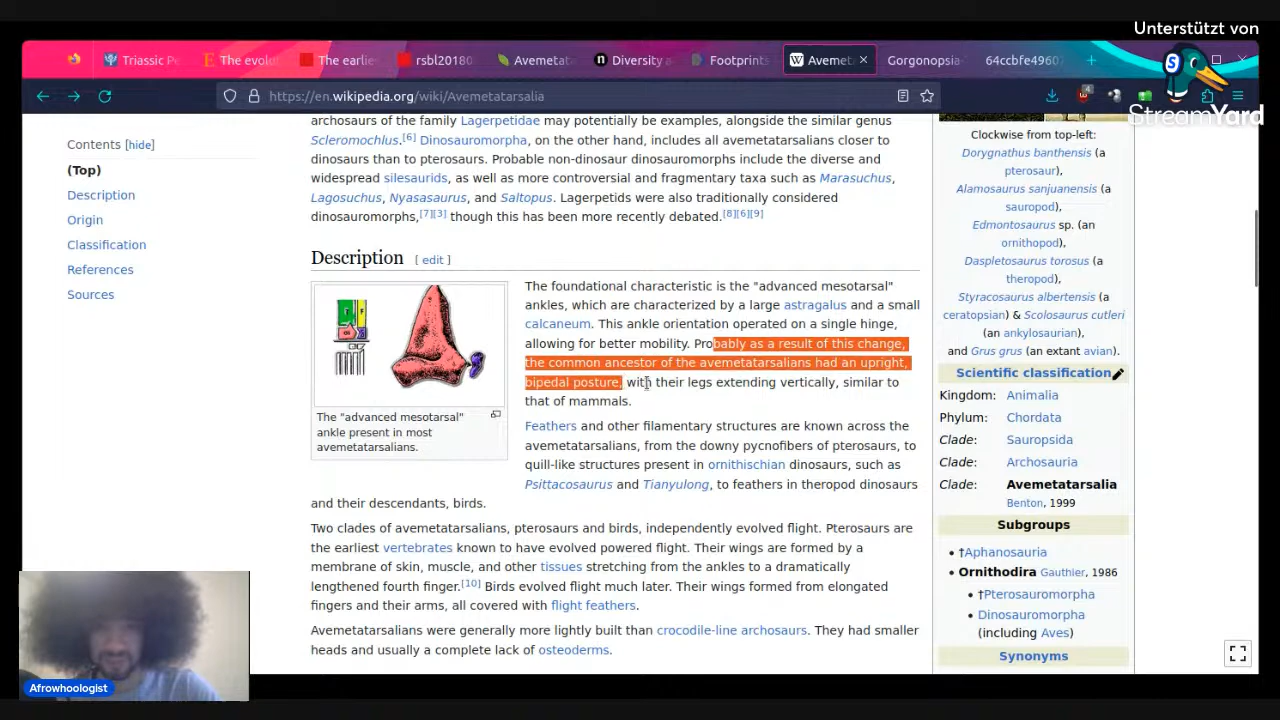 Unterstützt von
StreamYard
Triassic Pe
The evolu
The earlie
rsbl20180
Avemetata
Diversity a
Footprints
Avemeta
Gorgonopsia
64ccbfe4960
https://en.wikipedia.org/wiki/Avemetatarsalia
4
Contents [hide]
(Top)
Description
Origin
Classification
References
Sources
archosaurs of the family Lagerpetidae may potentially be examples, alongside the similar genus
Scleromochlus.[6] Dinosauromorpha, on the other hand, includes all avemetatarsalians closer to
dinosaurs than to pterosaurs. Probable non-dinosaur dinosauromorphs include the diverse and
widespread silesaurids, as well as more controversial and fragmentary taxa such as Marasuchus,
Lagosuchus, Nyasasaurus, and Saltopus. Lagerpetids were also traditionally considered
dinosauromorphs,[7][3] though this has been more recently debated.[8][6][9]
Description [ edit ]
The foundational characteristic is the "advanced mesotarsal"
ankles, which are characterized by a large astragalus and a small
calcaneum. This ankle orientation operated on a single hinge,
allowing for better mobility. Probably as a result of this change,
the common ancestor of the avemetatarsalians had an upright,
bipedal posture, with their legs extending vertically, similar to
that of mammals.
The "advanced mesotarsal"
ankle present in most
avemetatarsalians.
Feathers and other filamentary structures are known across the
avemetatarsalians, from the downy pycnofibers of pterosaurs, to
quill-like structures present in ornithischian dinosaurs, such as
Psittacosaurus and Tianyulong, to feathers in theropod dinosaurs
and their descendants, birds.
Two clades of avemetatarsalians, pterosaurs and birds, independently evolved flight. Pterosaurs are
the earliest vertebrates known to have evolved powered flight. Their wings are formed by a
membrane of skin, muscle, and other tissues stretching from the ankles to a dramatically
lengthened fourth finger.[10] Birds evolved flight much later. Their wings formed from elongated
fingers and their arms, all covered with flight feathers.
Avemetatarsalians were generally more lightly built than crocodile-line archosaurs. They had smaller
heads and usually a complete lack of osteoderms.
Clockwise from top-left:
Dorygnathus banthensis (a
pterosaur),
Alamosaurus sanjuanensis (a
sauropod),
Edmontosaurus sp. (an
ornithopod),
Daspletosaurus torosus (a
theropod),
Styracosaurus albertensis (a
ceratopsian) & Scolosaurus cutleri
(an ankylosaurian),
and Grus grus (an extant avian).
Scientific classification
Kingdom: Animalia
Phylum: Chordata
Clade: Sauropsida
Clade: Archosauria
Clade: Avemetatarsalia
Benton, 1999
Subgroups
• †Aphanosauria
• Ornithodira Gauthier, 1986
• †Pterosauromorpha
• Dinosauromorpha
(including Aves)
Synonyms
Afrowhoologist